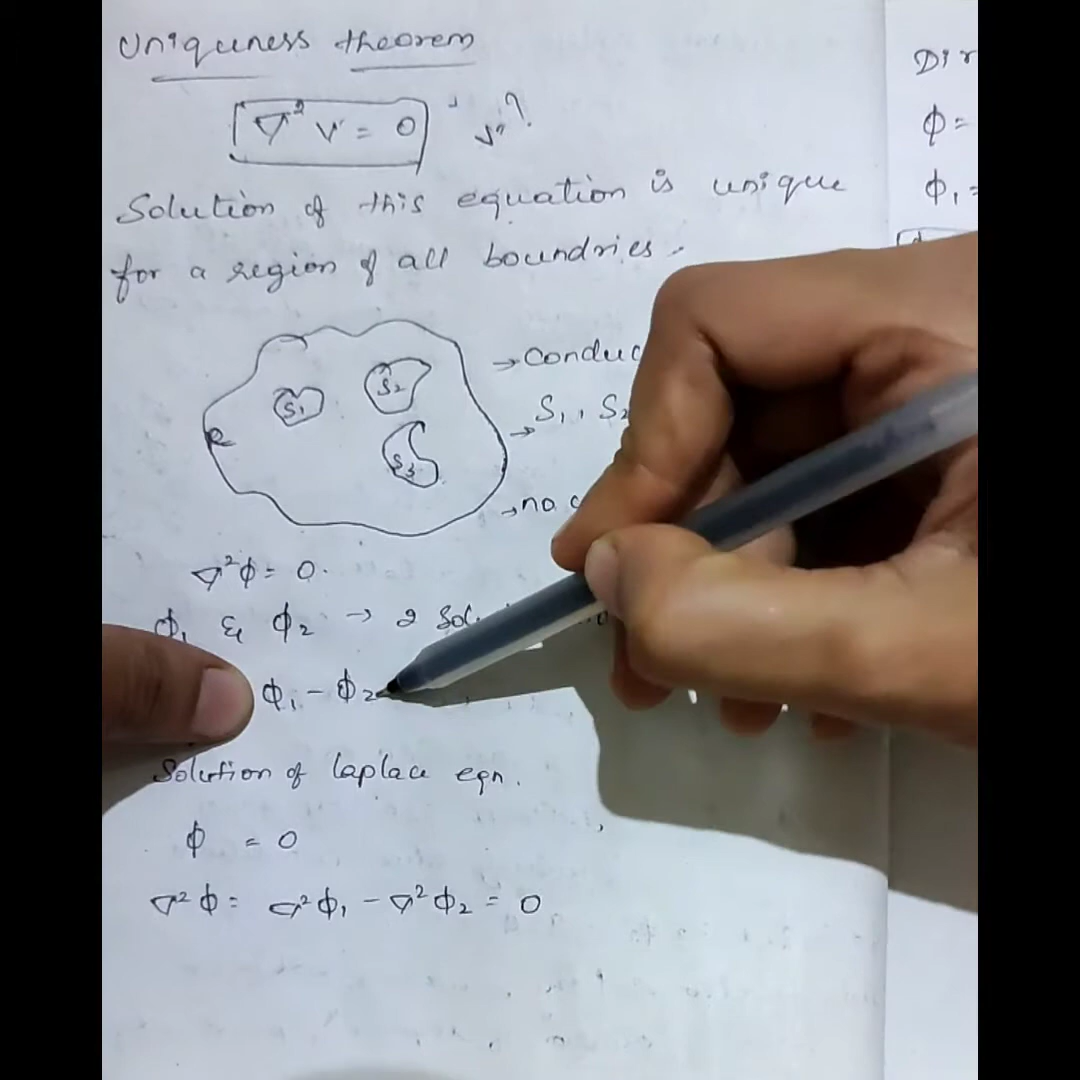 Uniqueness theorem
∇²V = 0
Solution of this equation is unique
for a region of all boundries.
S₁
S₂
S₃
→ Conduc
→ S₁, S₂
→ no c
∇²ϕ = 0.
ϕ₁ & ϕ₂ → 2 Sol
ϕ₁ - ϕ₂
Solution of laplace eqn.
ϕ = 0
∇²ϕ = ∇²ϕ₁ - ∇²ϕ₂ = 0
Dir
ϕ =
ϕ₁ =